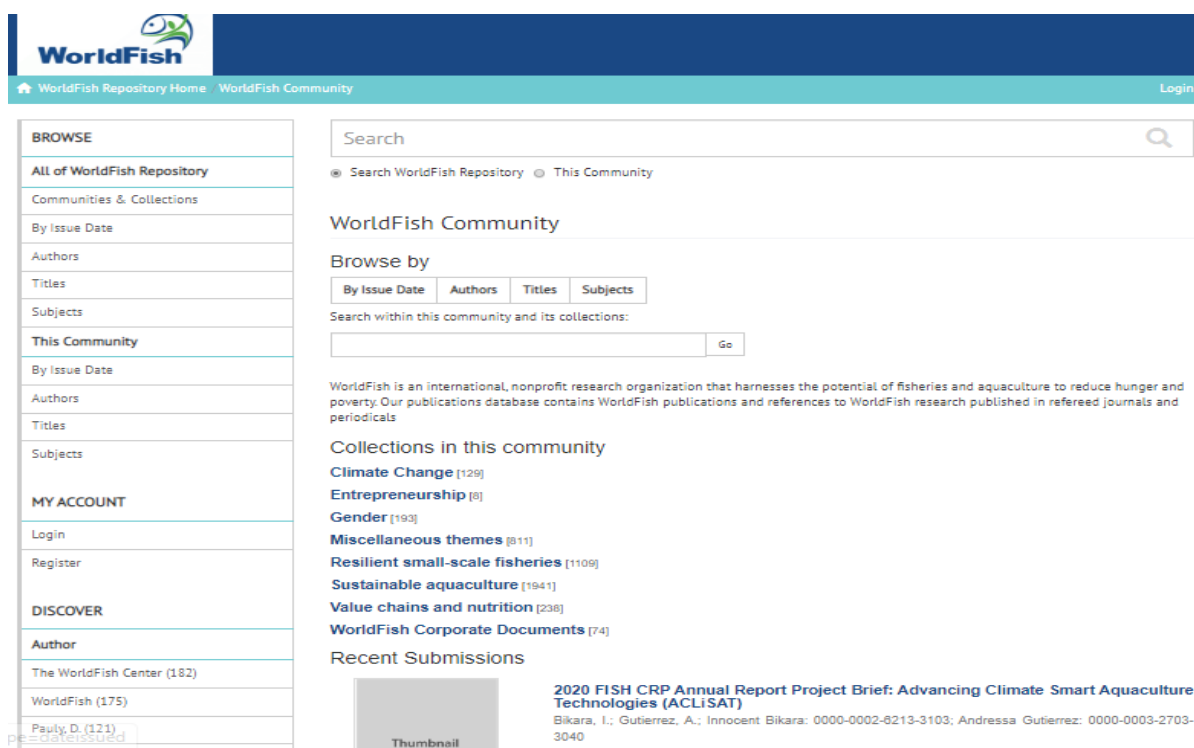 WorldFish
WorldFish Repository Home / WorldFish Community
Login
BROWSE
All of WorldFish Repository
Communities & Collections
By Issue Date
Authors
Titles
Subjects
This Community
By Issue Date
Authors
Titles
Subjects
MY ACCOUNT
Login
Register
DISCOVER
Author
The WorldFish Center (182)
WorldFish (175)
Pauly, D. (121)
pe=dateissued
Search
Search WorldFish Repository This Community
WorldFish Community
Browse by
By Issue Date Authors Titles Subjects
Search within this community and its collections:
Go
WorldFish is an international, nonprofit research organization that harnesses the potential of fisheries and aquaculture to reduce hunger and
poverty. Our publications database contains WorldFish publications and references to WorldFish research published in refereed journals and
periodicals
Collections in this community
Climate Change [129]
Entrepreneurship [8]
Gender [193]
Miscellaneous themes [811]
Resilient small-scale fisheries [1109]
Sustainable aquaculture [1941]
Value chains and nutrition [238]
WorldFish Corporate Documents [74]
Recent Submissions
Thumbnail
2020 FISH CRP Annual Report Project Brief: Advancing Climate Smart Aquaculture
Technologies (ACLiSAT)
Bikara, I.; Gutierrez, A.; Innocent Bikara: 0000-0002-6213-3103; Andressa Gutierrez: 0000-0003-2703-
3040